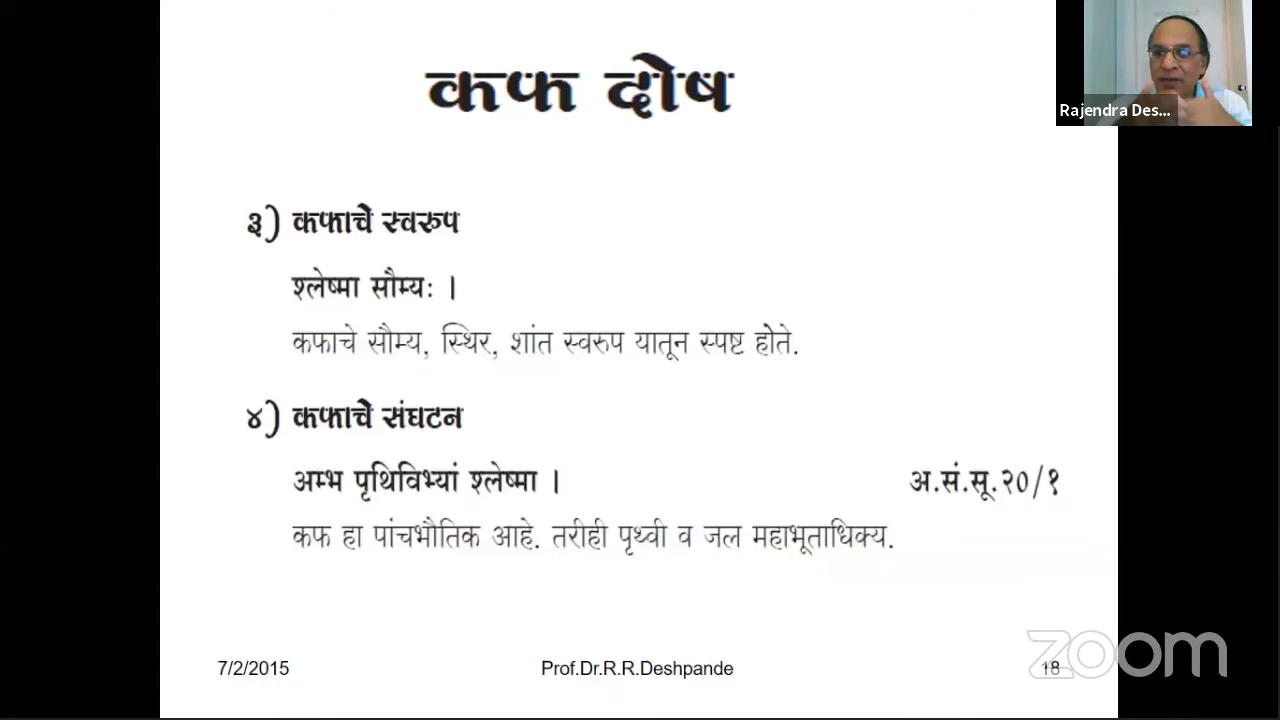 कफ दोष
Rajendra Des...
३) कफाचे स्वरुप
श्लेष्मा सौम्यः ।
कफाचे सौम्य, स्थिर, शांत स्वरुप यातून स्पष्ट होते.
४) कफाचे संघटन
अम्भ पृथिविभ्यां श्लेष्मा । अ.सं.सू.२०/१
कफ हा पांचभौतिक आहे. तरीही पृथ्वी व जल महाभूताधिक्य.
zoom
7/2/2015 Prof.Dr.R.R.Deshpande 18